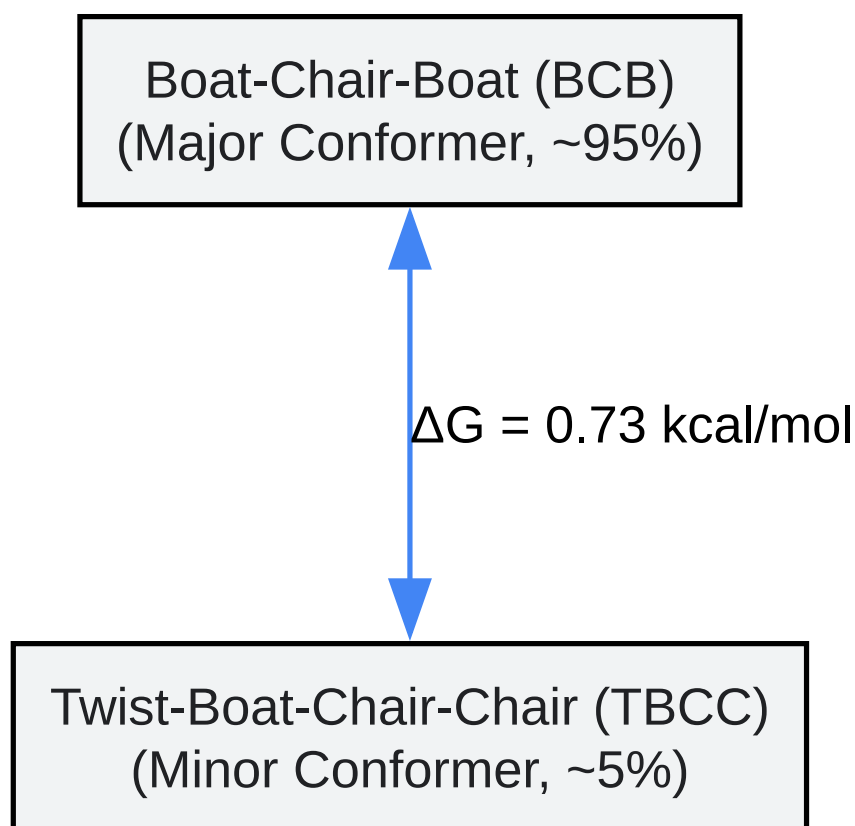 Boat-Chair-Boat (BCB)
(Major Conformer, ~95%)
ΔG = 0.73 kcal/mol
Twist-Boat-Chair-Chair (TBCC)
(Minor Conformer, ~5%)